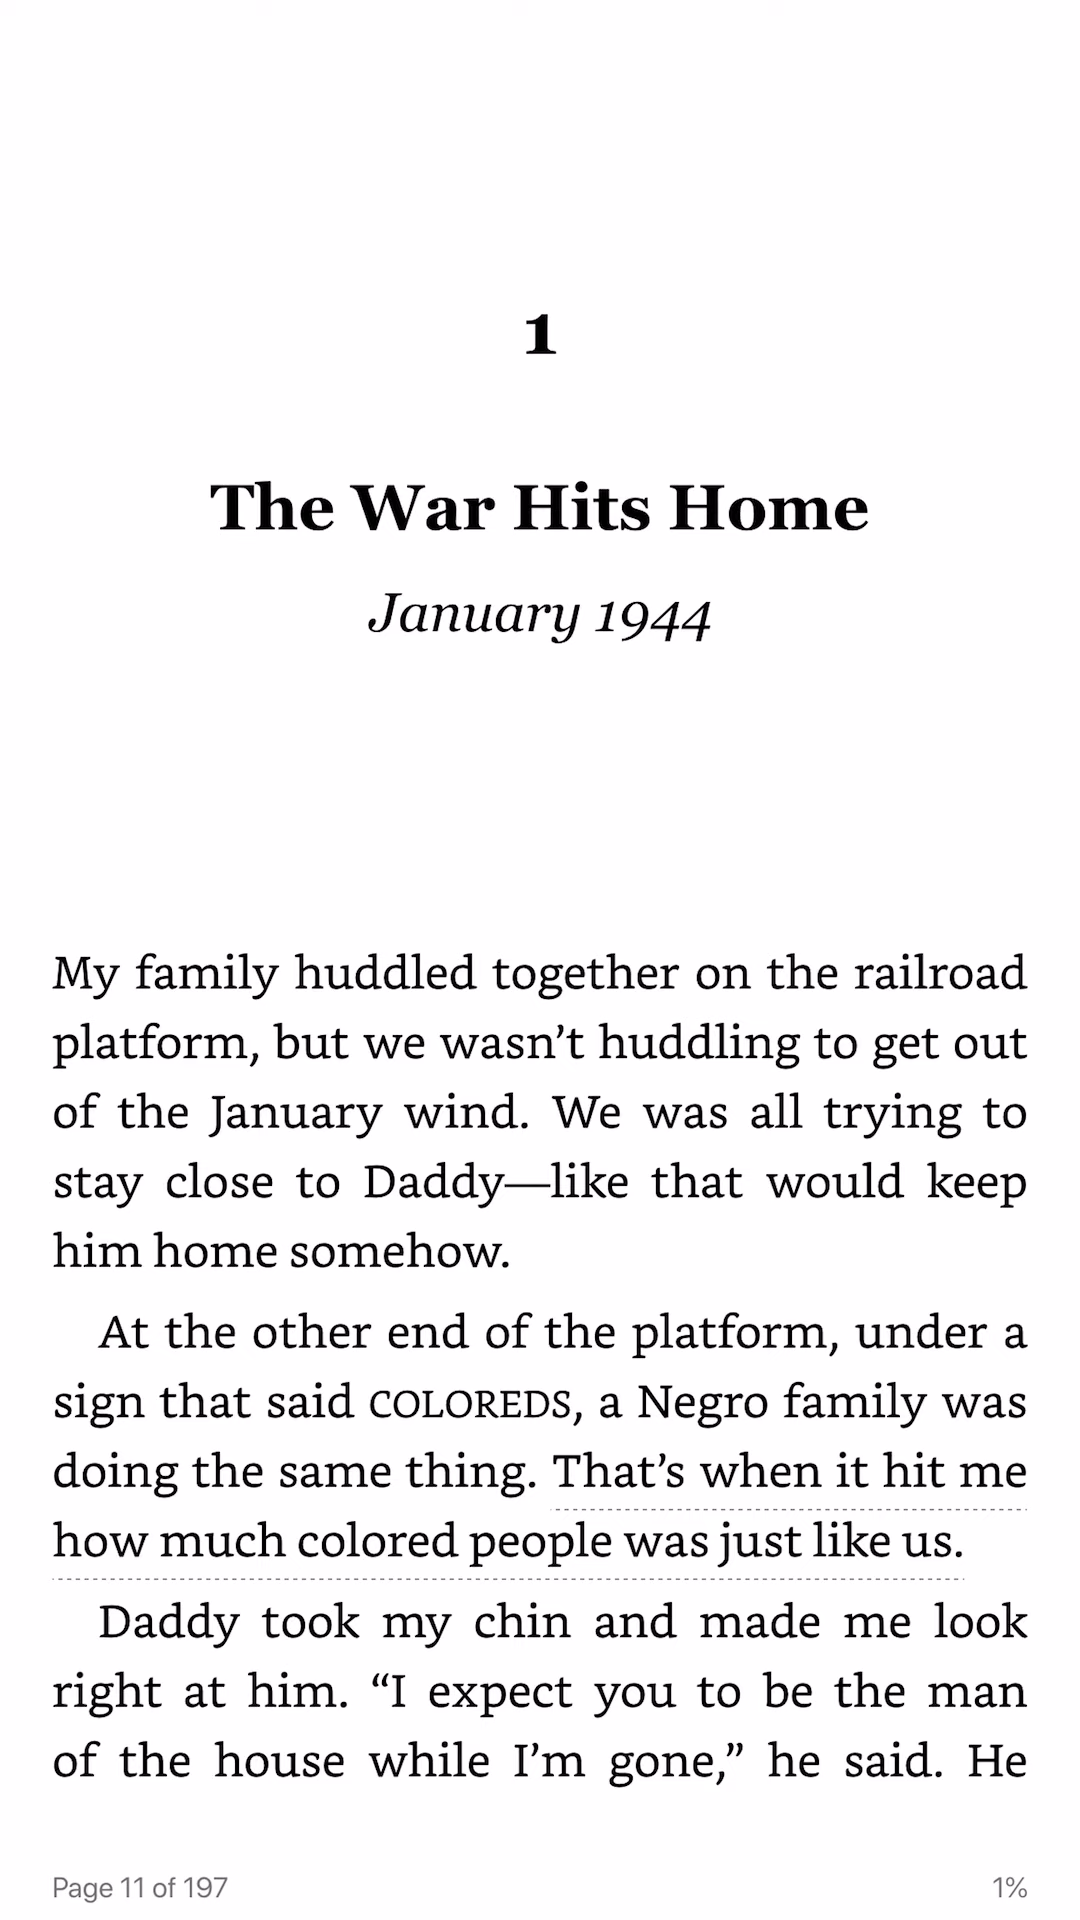 1
The War Hits Home
January 1944
My family huddled together on the railroad
platform, but we wasn’t huddling to get out
of the January wind. We was all trying to
stay close to Daddy—like that would keep
him home somehow.
At the other end of the platform, under a
sign that said COLOREDS, a Negro family was
doing the same thing. That’s when it hit me
how much colored people was just like us.
Daddy took my chin and made me look
right at him. “I expect you to be the man
of the house while I’m gone,” he said. He
Page 11 of 197
1%